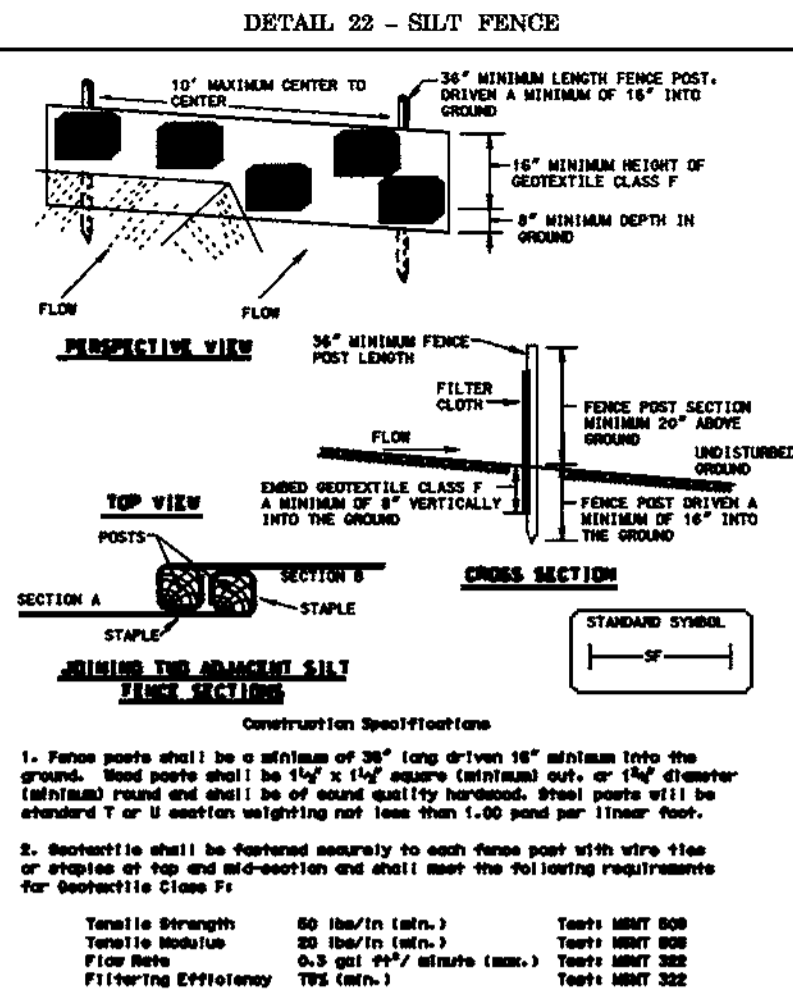 DETAIL 22 - SILT FENCE
10' MAXIMUM CENTER TO
CENTER
36" MINIMUM LENGTH FENCE POST,
DRIVEN A MINIMUM OF 16" INTO
GROUND
16" MINIMUM HEIGHT OF
GEOTEXTILE CLASS F
8" MINIMUM DEPTH IN
GROUND
FLOW
FLOW
PERSPECTIVE VIEW
36" MINIMUM FENCE
POST LENGTH
FILTER
CLOTH
FLOW
FENCE POST SECTION
MINIMUM 20" ABOVE
GROUND
UNDISTURBED
GROUND
EMBED GEOTEXTILE CLASS F
A MINIMUM OF 8" VERTICALLY
INTO THE GROUND
FENCE POST DRIVEN A
MINIMUM OF 16" INTO
THE GROUND
CROSS SECTION
TOP VIEW
POSTS
SECTION B
SECTION A
STAPLE
STAPLE
JOINING TWO ADJACENT SILT
FENCE SECTIONS
STANDARD SYMBOL
SF
Construction Specifications
1. Fence posts shall be a minimum of 36" long driven 16" minimum into the
ground. Wood posts shall be 1½" x 1½" square (minimum) cut, or 1¾" diameter
(minimum) round and shall be of sound quality hardwood. Steel posts will be
standard T or U section weighting not less than 1.00 pond per linear foot.
2. Geotextile shall be fastened securely to each fence post with wire ties
or staples at top and mid-section and shall meet the following requirements
for Geotextile Class F:
Tensile Strength 50 lbs/in (min.) Test: MSMT 509
Tensile Modulus 20 lbs/in (min.) Test: MSMT 509
Flow Rate 0.3 gal ft²/ minute (max.) Test: MSMT 322
Filtering Efficiency 75% (min.) Test: MSMT 322